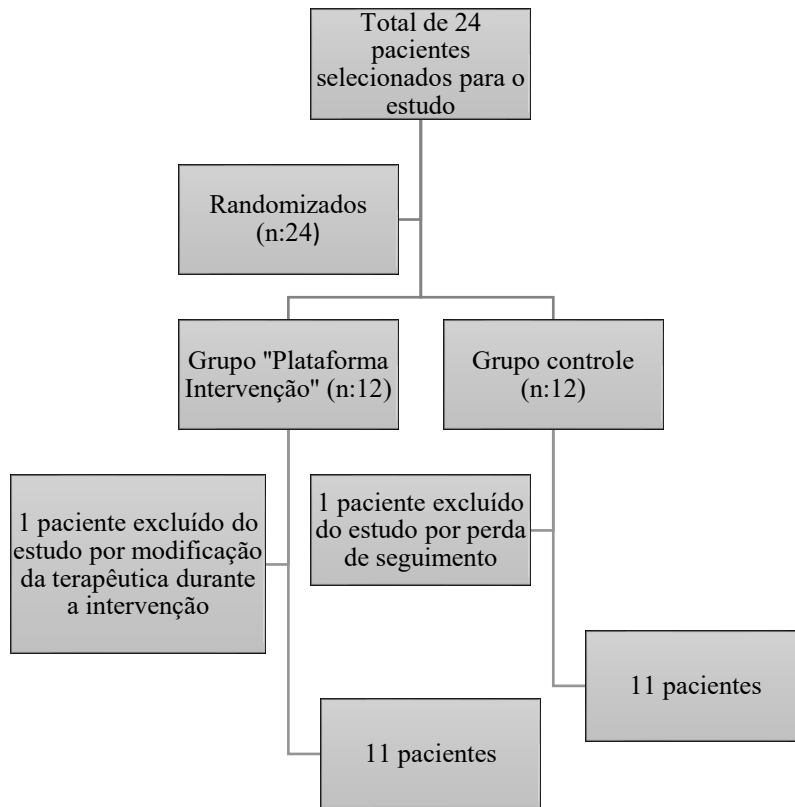 Total de 24
pacientes
selecionados para o
estudo
Randomizados
(n:24)
Grupo "Plataforma
Intervenção" (n:12)
Grupo controle
(n:12)
1 paciente excluído do
estudo por modificação
da terapêutica durante
a intervenção
1 paciente excluído
do estudo por perda
de seguimento
11 pacientes
11 pacientes